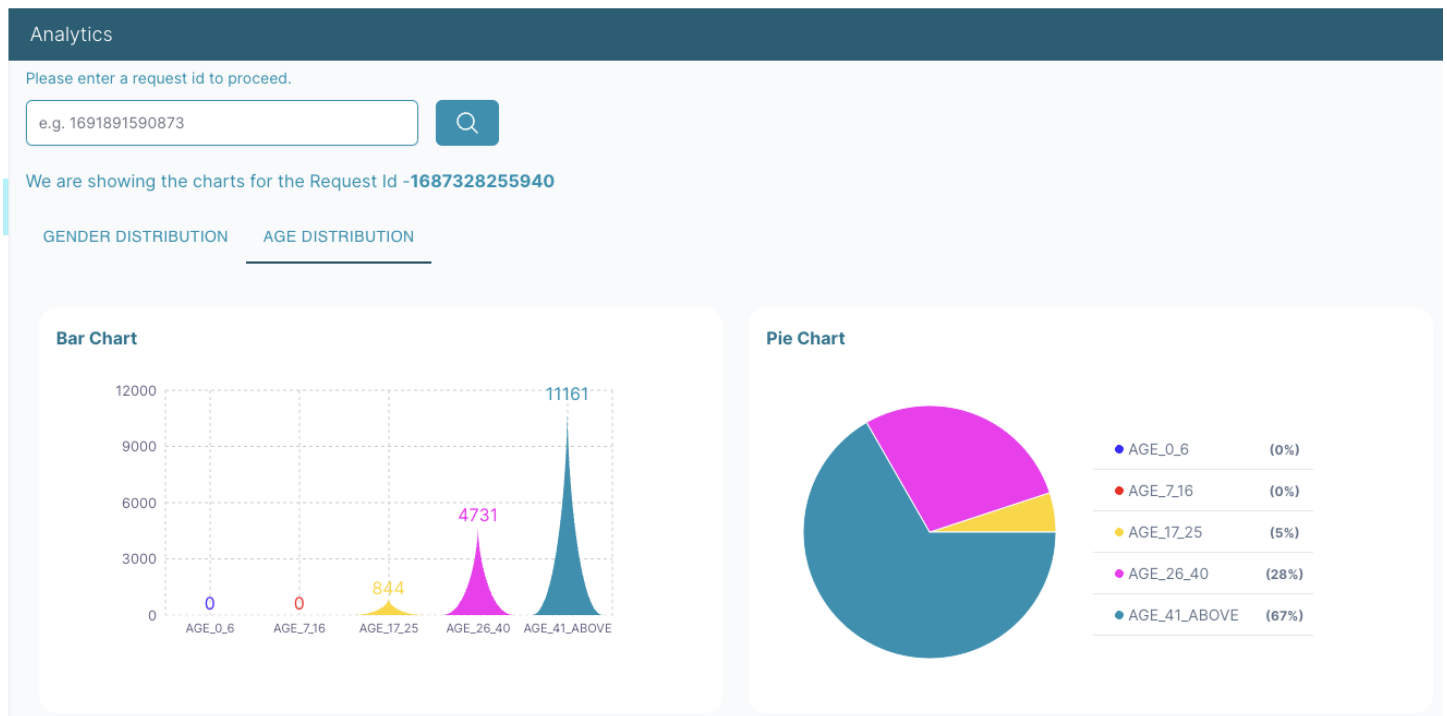 Analytics
Please enter a request id to proceed.
e.g. 1691891590873
We are showing the charts for the Request Id -1687328255940
GENDER DISTRIBUTION AGE DISTRIBUTION
Bar Chart
12000
9000
6000
3000
0
0
0
844
4731
11161
AGE_0_6 AGE_7_16 AGE_17_25 AGE_26_40 AGE_41_ABOVE
Pie Chart
AGE_0_6 (0%)
AGE_7_16 (0%)
AGE_17_25 (5%)
AGE_26_40 (28%)
AGE_41_ABOVE (67%)